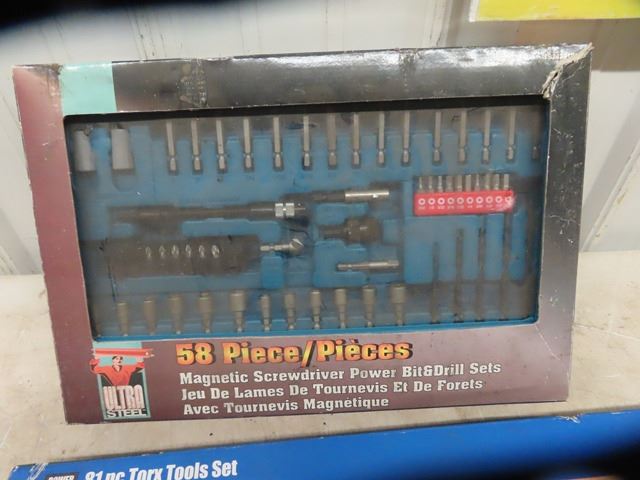 58 Piece/Pièces
Magnetic Screwdriver Power Bit&Drill Sets
Jeu De Lames De Tournevis Et De Forets
Avec Tournevis Magnétique
ULTRA
STEEL
POWER
81 pc Torx Tools Set